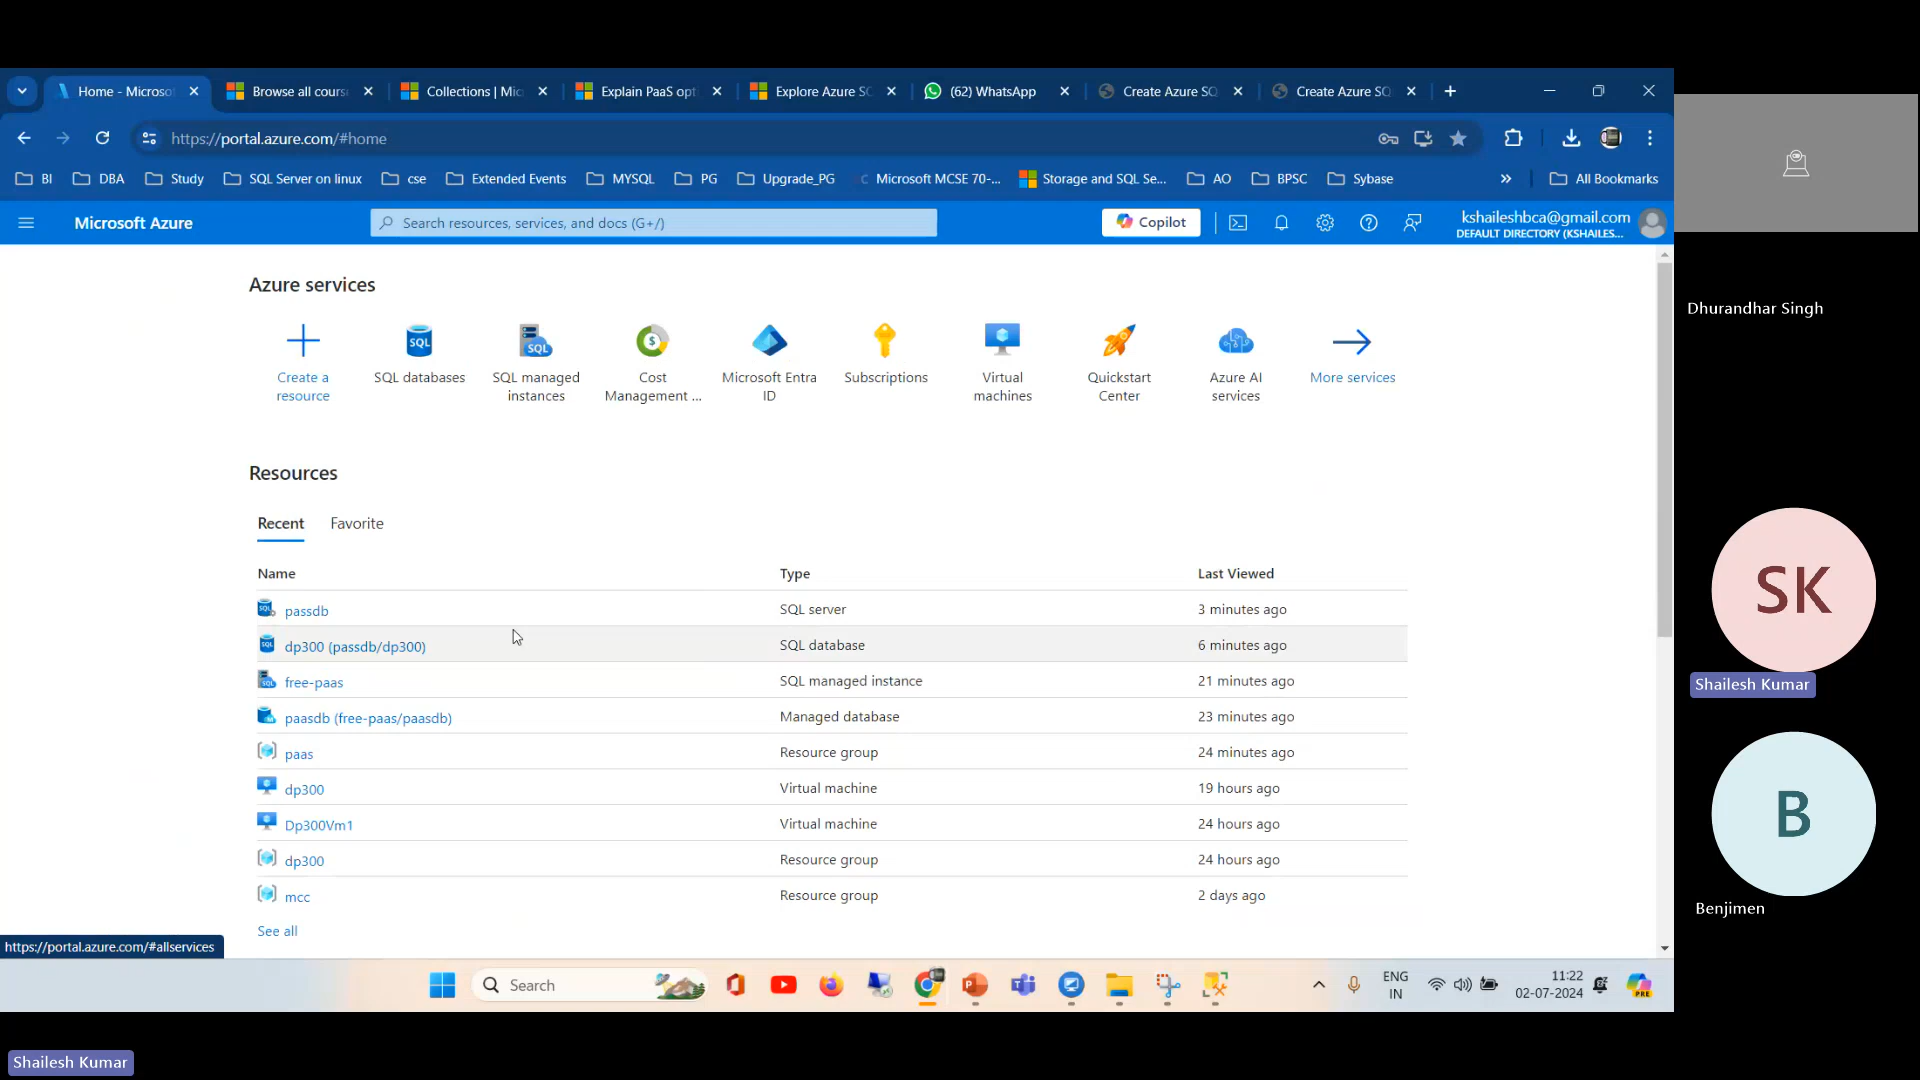 Home - Microso
Browse all cours
Collections | Mic
Explain PaaS opt
Explore Azure SQ
(62) WhatsApp
Create Azure SQ
Create Azure SQ
https://portal.azure.com/#home
BI
DBA
Study
SQL Server on linux
cse
Extended Events
MYSQL
PG
Upgrade_PG
Microsoft MCSE 70-...
Storage and SQL Se...
AO
BPSC
Sybase
All Bookmarks
Microsoft Azure
Search resources, services, and docs (G+/)
Copilot
kshaileshbca@gmail.com
DEFAULT DIRECTORY (KSHAILES...
Azure services
Create a resource
SQL
SQL databases
SQL
SQL managed instances
$
Cost Management ...
Microsoft Entra ID
Subscriptions
Virtual machines
Quickstart Center
Azure AI services
More services
Resources
Recent
Favorite
Name Type Last Viewed
passdb SQL server 3 minutes ago
dp300 (passdb/dp300) SQL database 6 minutes ago
free-paas SQL managed instance 21 minutes ago
paasdb (free-paas/paasdb) Managed database 23 minutes ago
paas Resource group 24 minutes ago
dp300 Virtual machine 19 hours ago
Dp300Vm1 Virtual machine 24 hours ago
dp300 Resource group 24 hours ago
mcc Resource group 2 days ago
See all
https://portal.azure.com/#allservices
Search
ENG
IN
11:22
02-07-2024
PRE
Dhurandhar Singh
SK
Shailesh Kumar
B
Benjimen
Shailesh Kumar